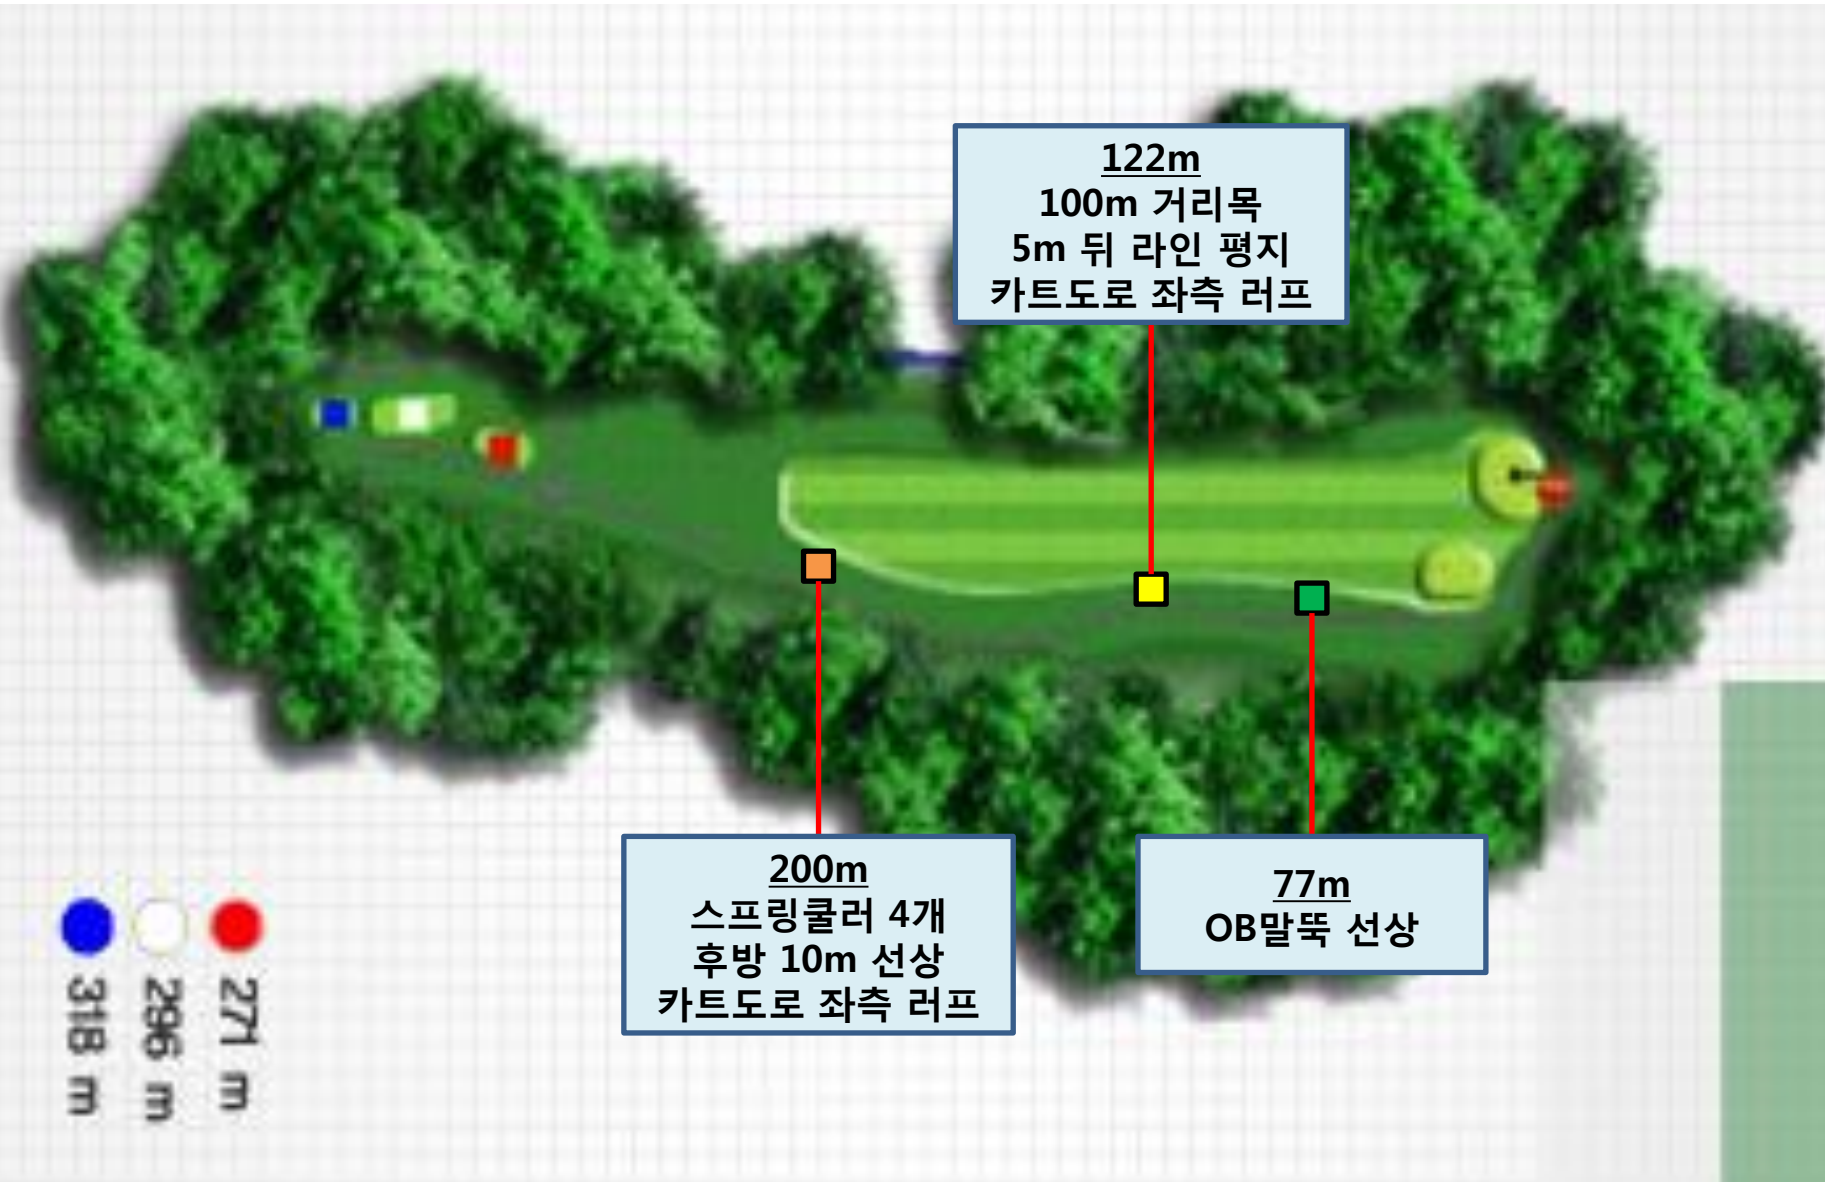 122m
100m 거리목
5m 뒤 라인 평지
카트도로 좌측 러프
200m
스프링쿨러 4개
후방 10m 선상
카트도로 좌측 러프
77m
OB말뚝 선상
318 m
296 m
271 m